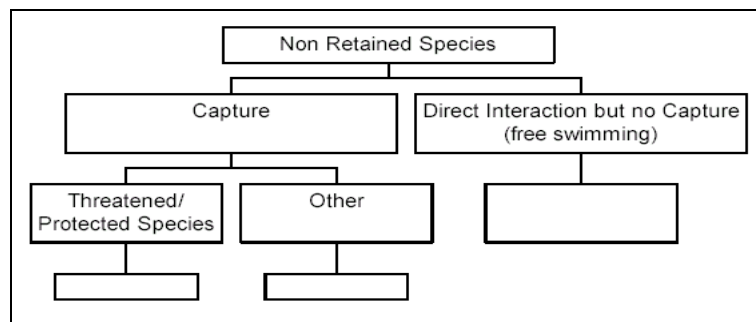 Non Retained Species
Capture
Direct Interaction but no Capture
(free swimming)
Threatened/
Protected Species
Other